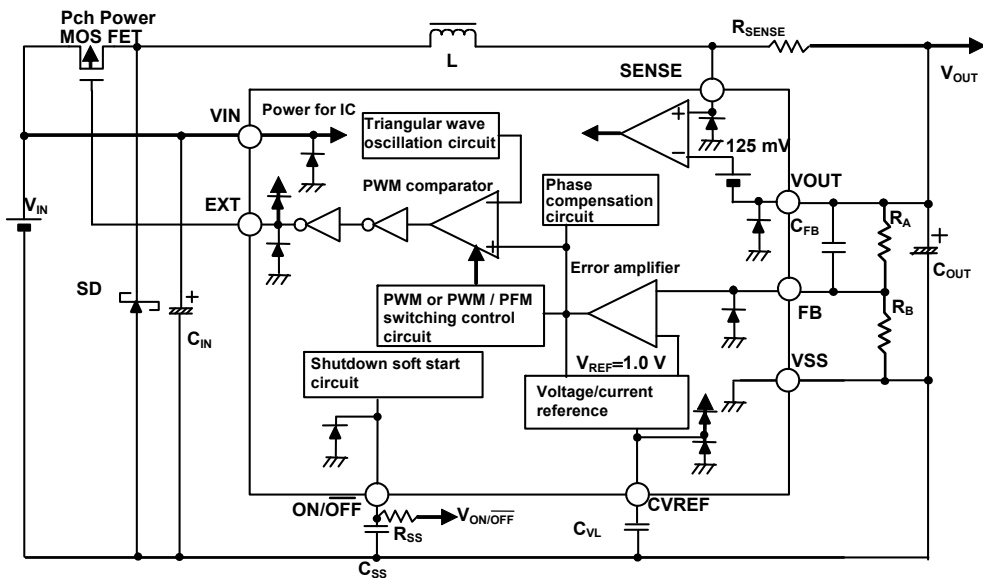 Pch Power
MOS FET
L
RSENSE
SENSE
VOUT
VIN
Power for IC
Triangular wave
oscillation circuit
+
−
125 mV
PWM comparator
Phase
compensation
circuit
VOUT
VIN
EXT
+
CFB
RA
+
COUT
Error amplifier
SD
+
CIN
PWM or PWM / PFM
switching control
circuit
FB
RB
Shutdown soft start
circuit
VREF=1.0 V
VSS
Voltage/current
reference
ON/OFF
VON/OFF
RSS
CVREF
CVL
CSS